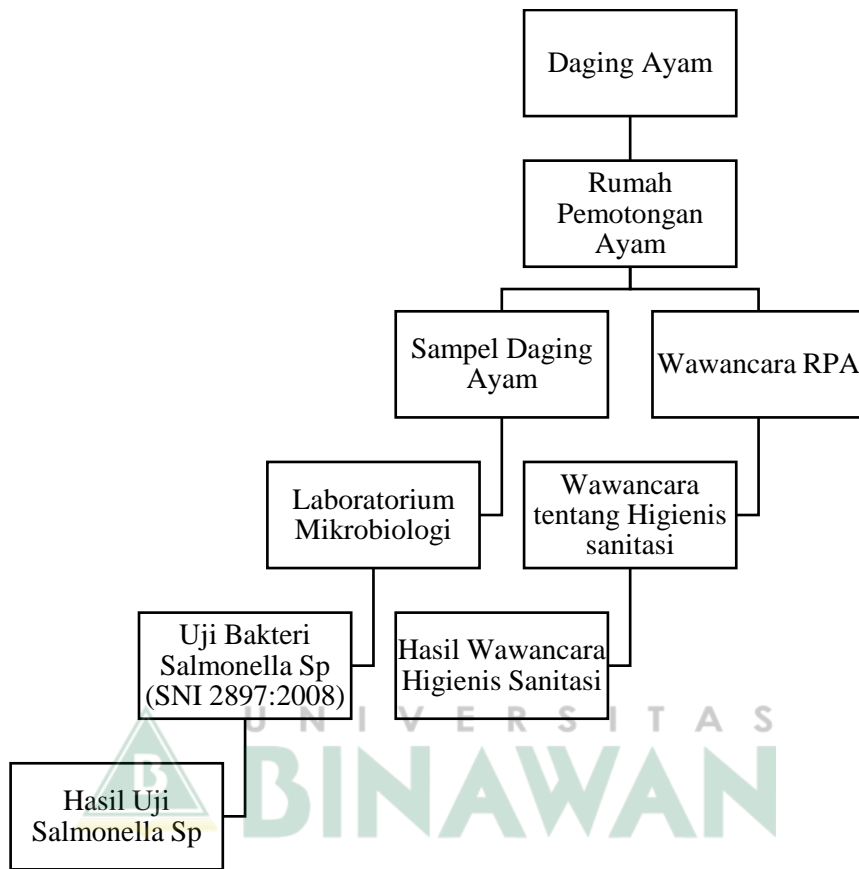 Daging Ayam
Rumah
Pemotongan
Ayam
Sampel Daging
Ayam
Wawancara RPA
Laboratorium
Mikrobiologi
Wawancara
tentang Higienis
sanitasi
Uji Bakteri
Salmonella Sp
(SNI 2897:2008)
Hasil Wawancara
Higienis Sanitasi
UNIVERSITAS
B
BINAWAN
Hasil Uji
Salmonella Sp